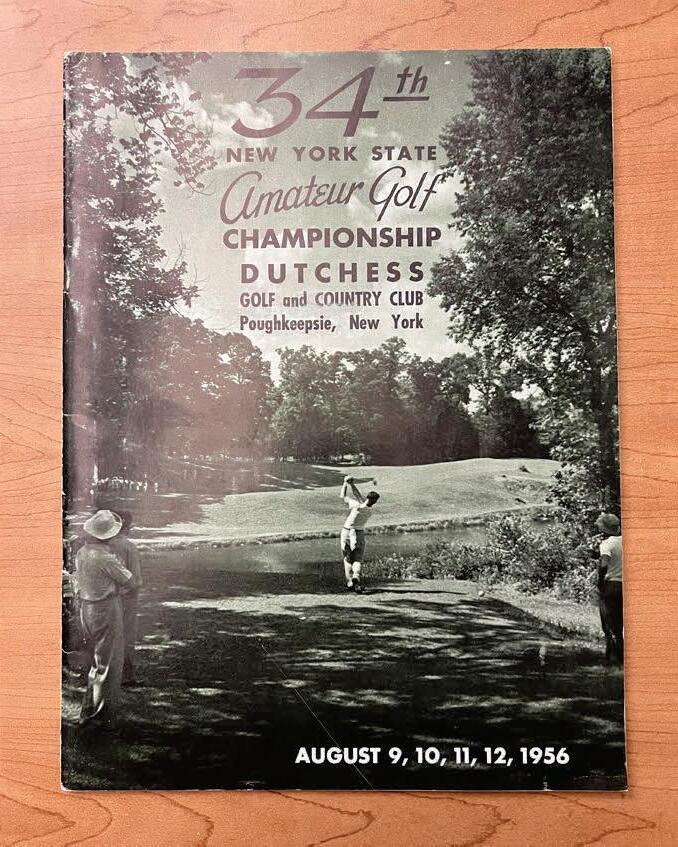 34th
NEW YORK STATE
Amateur Golf
CHAMPIONSHIP
DUTCHESS
GOLF and COUNTRY CLUB
Poughkeepsie, New York
AUGUST 9, 10, 11, 12, 1956